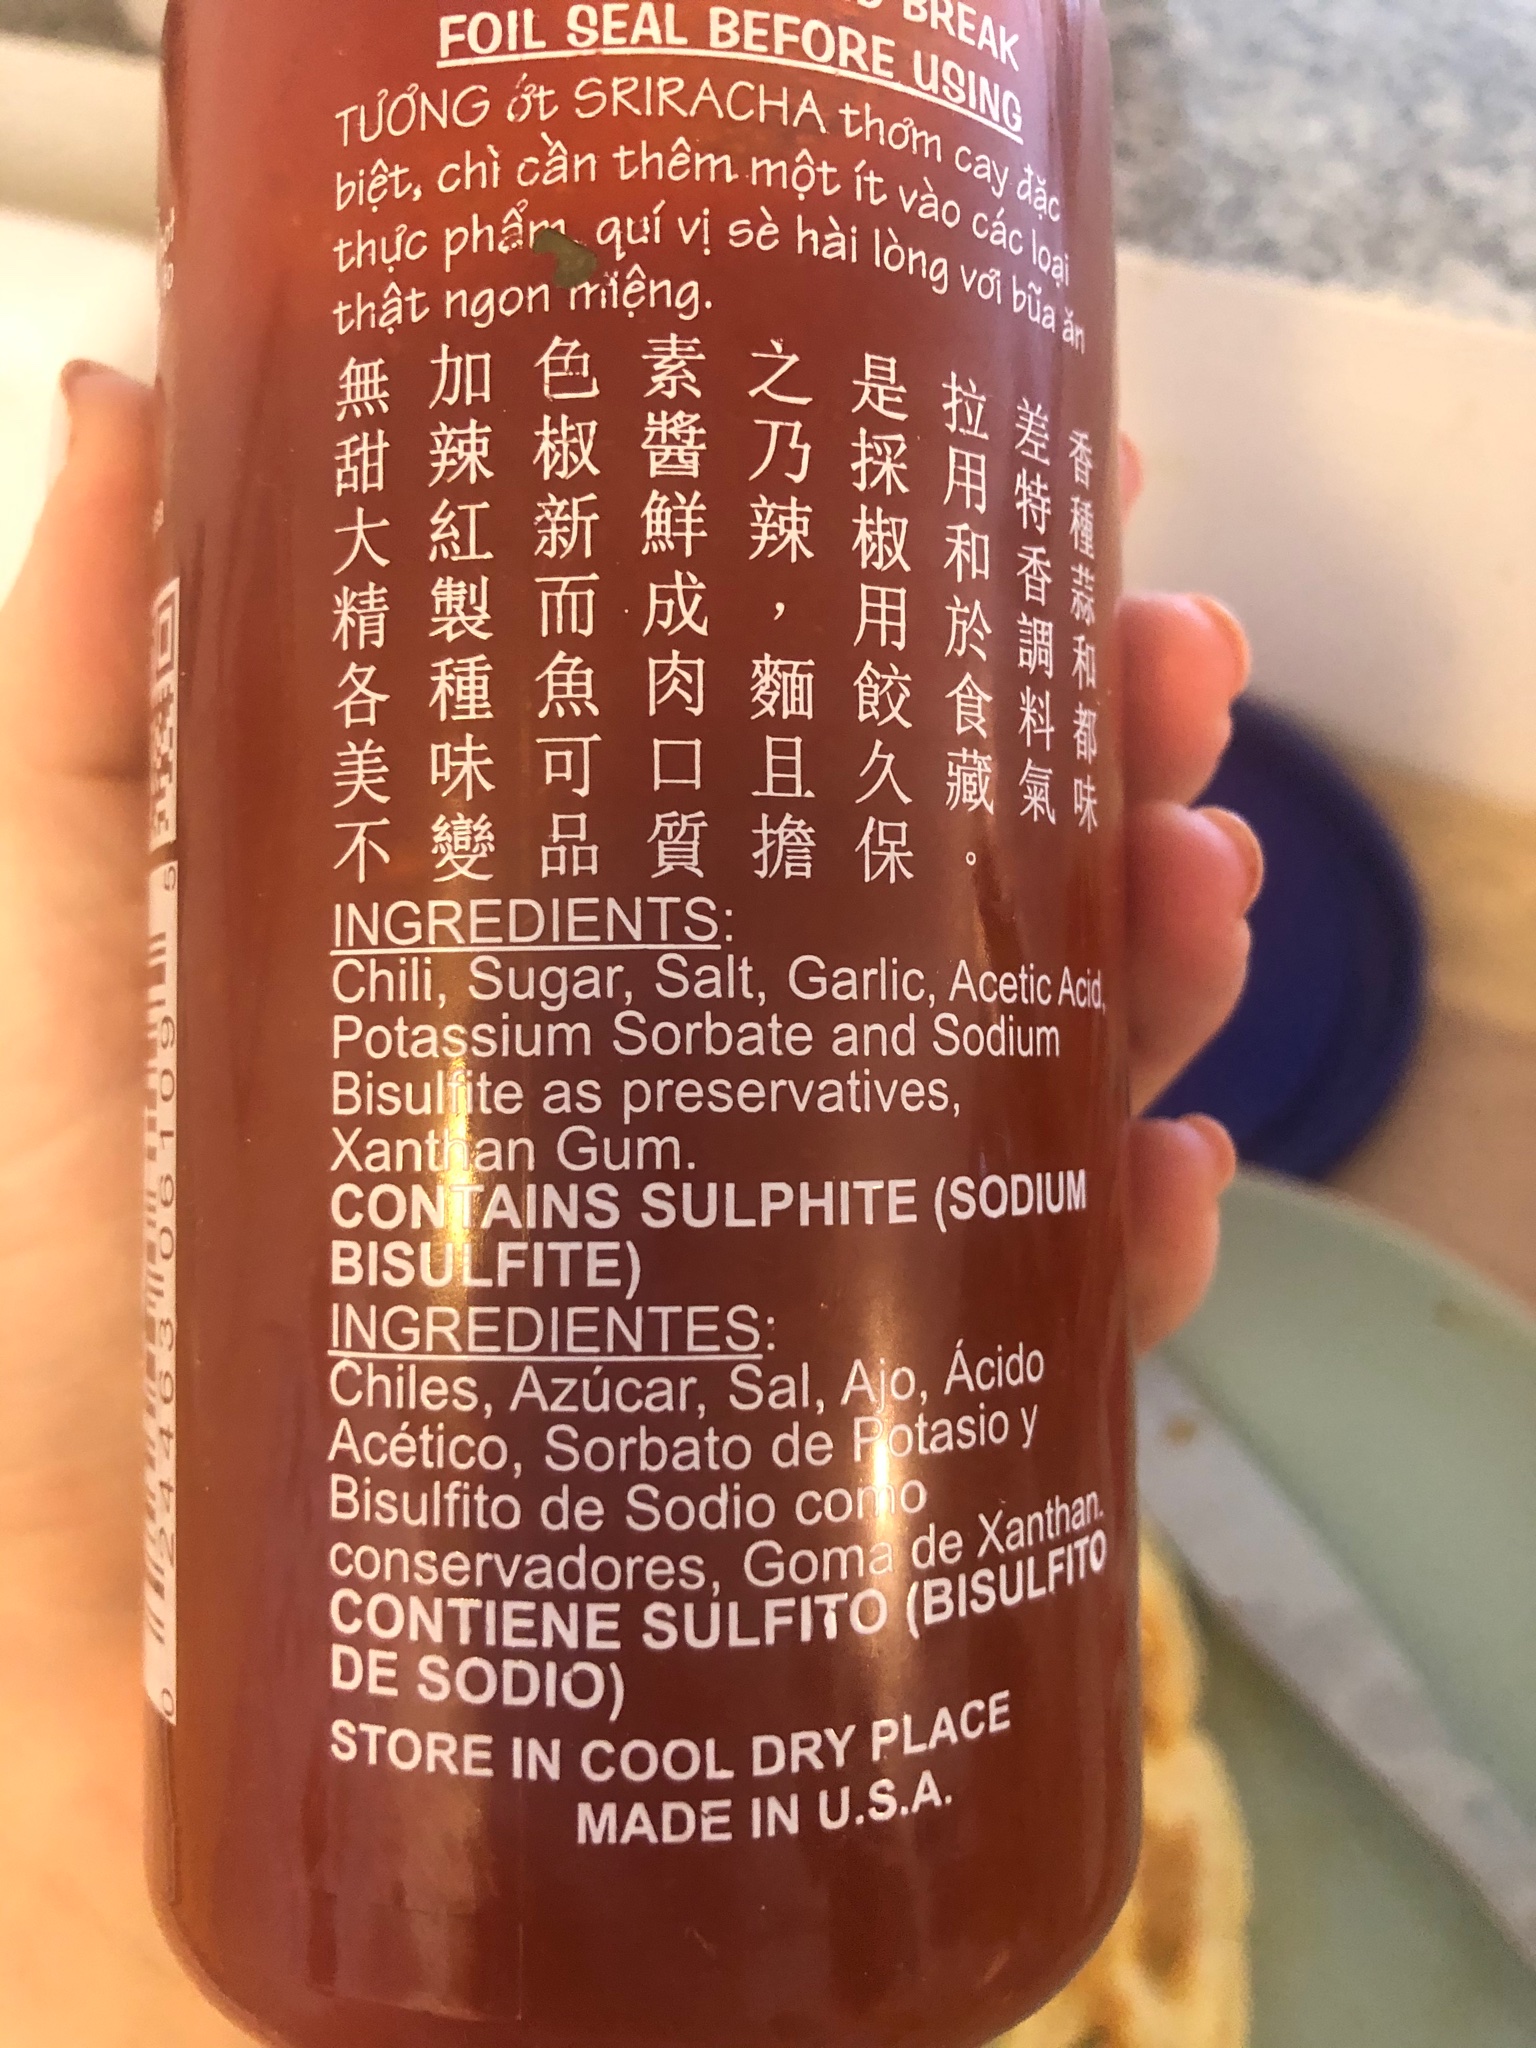 BREAK
FOIL SEAL BEFORE USING
TƯƠNG ớt SRIRACHA thơm cay đặc
biệt, chì cần thêm một ít vào các loại
thực phẩm, quí vị sè hài lòng với bũa ăn
thật ngon miệng.
無加色素之是拉差香
甜辣椒醬乃採用特種
大紅新鮮辣椒和香蒜
精製而成，用於調和
各種魚肉麵餃食料都
美味可口且久藏氣味
不變品質擔保。
INGREDIENTS:
Chili, Sugar, Salt, Garlic, Acetic Acid,
Potassium Sorbate and Sodium
Bisulfite as preservatives,
Xanthan Gum.
CONTAINS SULPHITE (SODIUM
BISULFITE)
INGREDIENTES:
Chiles, Azúcar, Sal, Ajo, Ácido
Acético, Sorbato de Potasio y
Bisulfito de Sodio como
conservadores, Goma de Xanthan.
CONTIENE SULFITO (BISULFITO
DE SODIO)
STORE IN COOL DRY PLACE
MADE IN U.S.A.
0 24463 06109 5